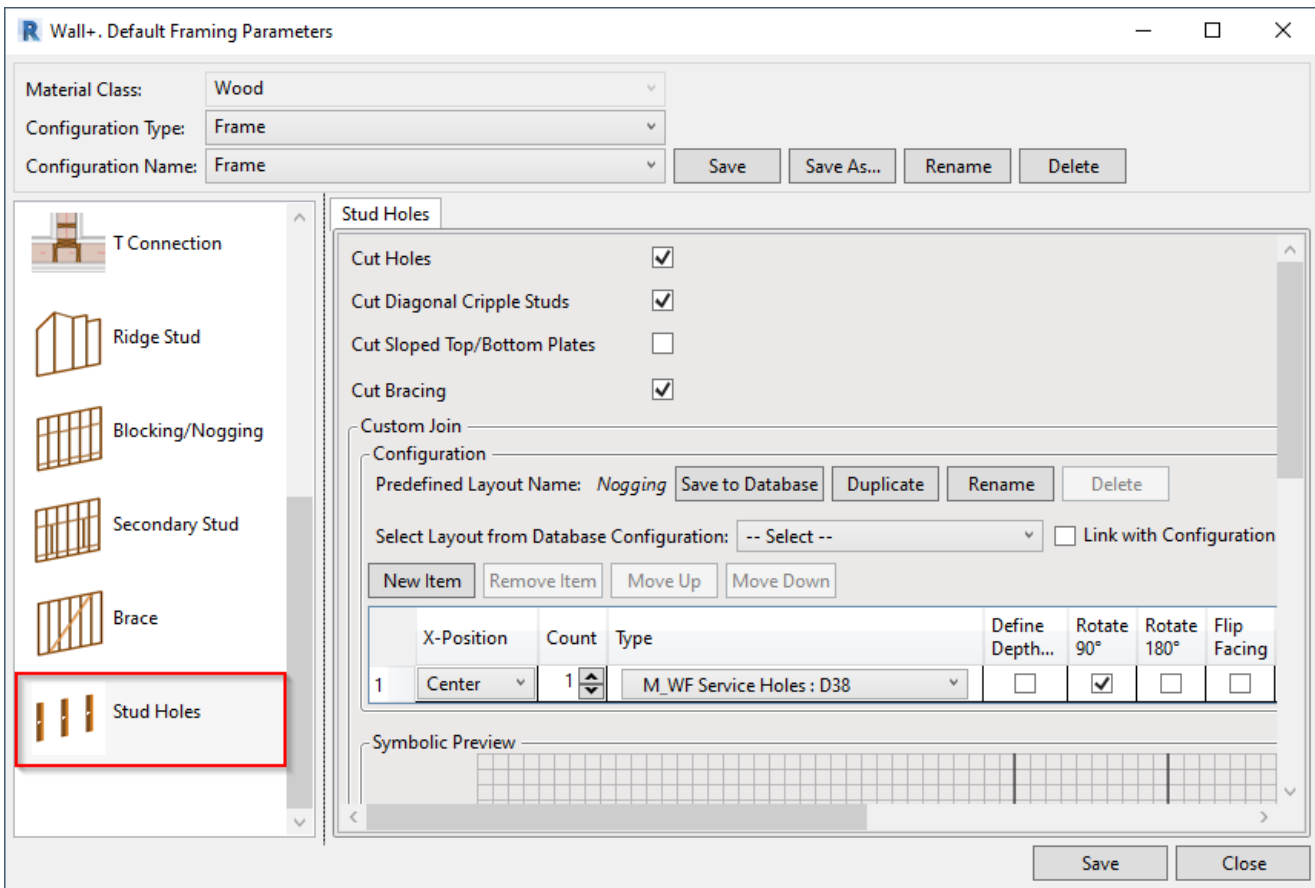 R Wall+. Default Framing Parameters
Material Class: Wood
Configuration Type: Frame
Configuration Name: Frame Save Save As... Rename Delete
T Connection
Ridge Stud
Blocking/Nogging
Secondary Stud
Brace
Stud Holes
Stud Holes
Cut Holes
Cut Diagonal Cripple Studs
Cut Sloped Top/Bottom Plates
Cut Bracing
Custom Join
Configuration
Predefined Layout Name: Nogging Save to Database Duplicate Rename Delete
Select Layout from Database Configuration: -- Select -- Link with Configuration
New Item Remove Item Move Up Move Down
X-Position Count Type Define Depth... Rotate 90° Rotate 180° Flip Facing
1 Center 1 M_WF Service Holes : D38
Symbolic Preview
Save Close